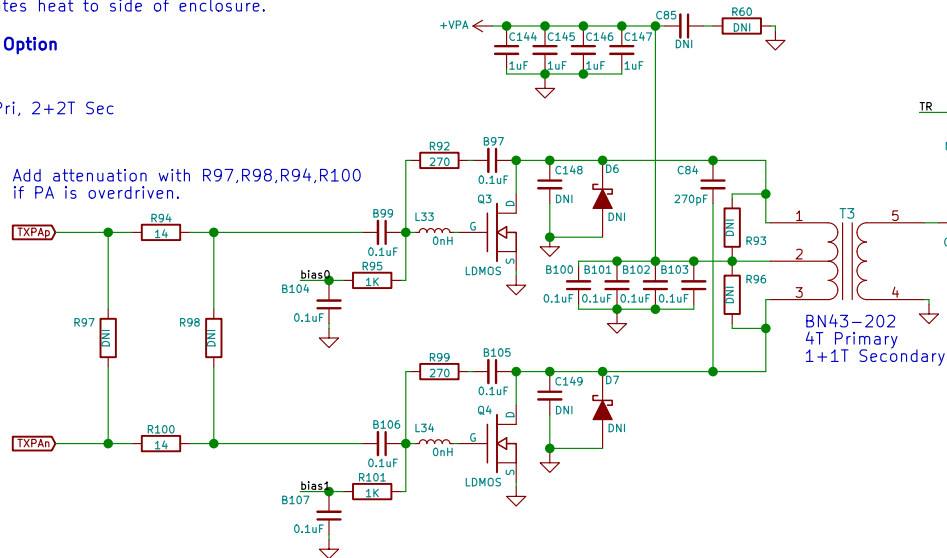 ates heat to side of enclosure.
Option
Pri, 2+2T Sec
Add attenuation with R97,R98,R94,R100
if PA is overdriven.
+VPA
C144
1uF
C145
1uF
C146
1uF
C147
1uF
C85
DNI
R60
DNI
TR
R92
270
B97
0.1uF
C148
DNI
D6
DNI
C84
270pF
TXPAp
R94
14
B99
0.1uF
L33
0nH
Q3
D
G
S
LDMOS
DNI
R93
T3
1
2
3
5
4
bias0
R95
1K
B104
0.1uF
B100
0.1uF
B101
0.1uF
B102
0.1uF
B103
0.1uF
DNI
R96
R97
DNI
R98
DNI
BN43-202
4T Primary
1+1T Secondary
R99
270
B105
0.1uF
C149
DNI
D7
DNI
TXPAn
R100
14
B106
0.1uF
L34
0nH
Q4
D
G
S
LDMOS
bias1
R101
1K
B107
0.1uF